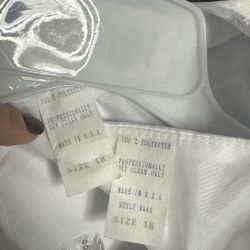 100 % POLYESTER
PROFESSIONALLY
DRY CLEAN ONLY
MADE IN U.S.A
SIZE 18
100 % POLYESTER
PROFESSIONALLY
DRY CLEAN ONLY
MADE IN U.S.A
STYLE
SIZE 18